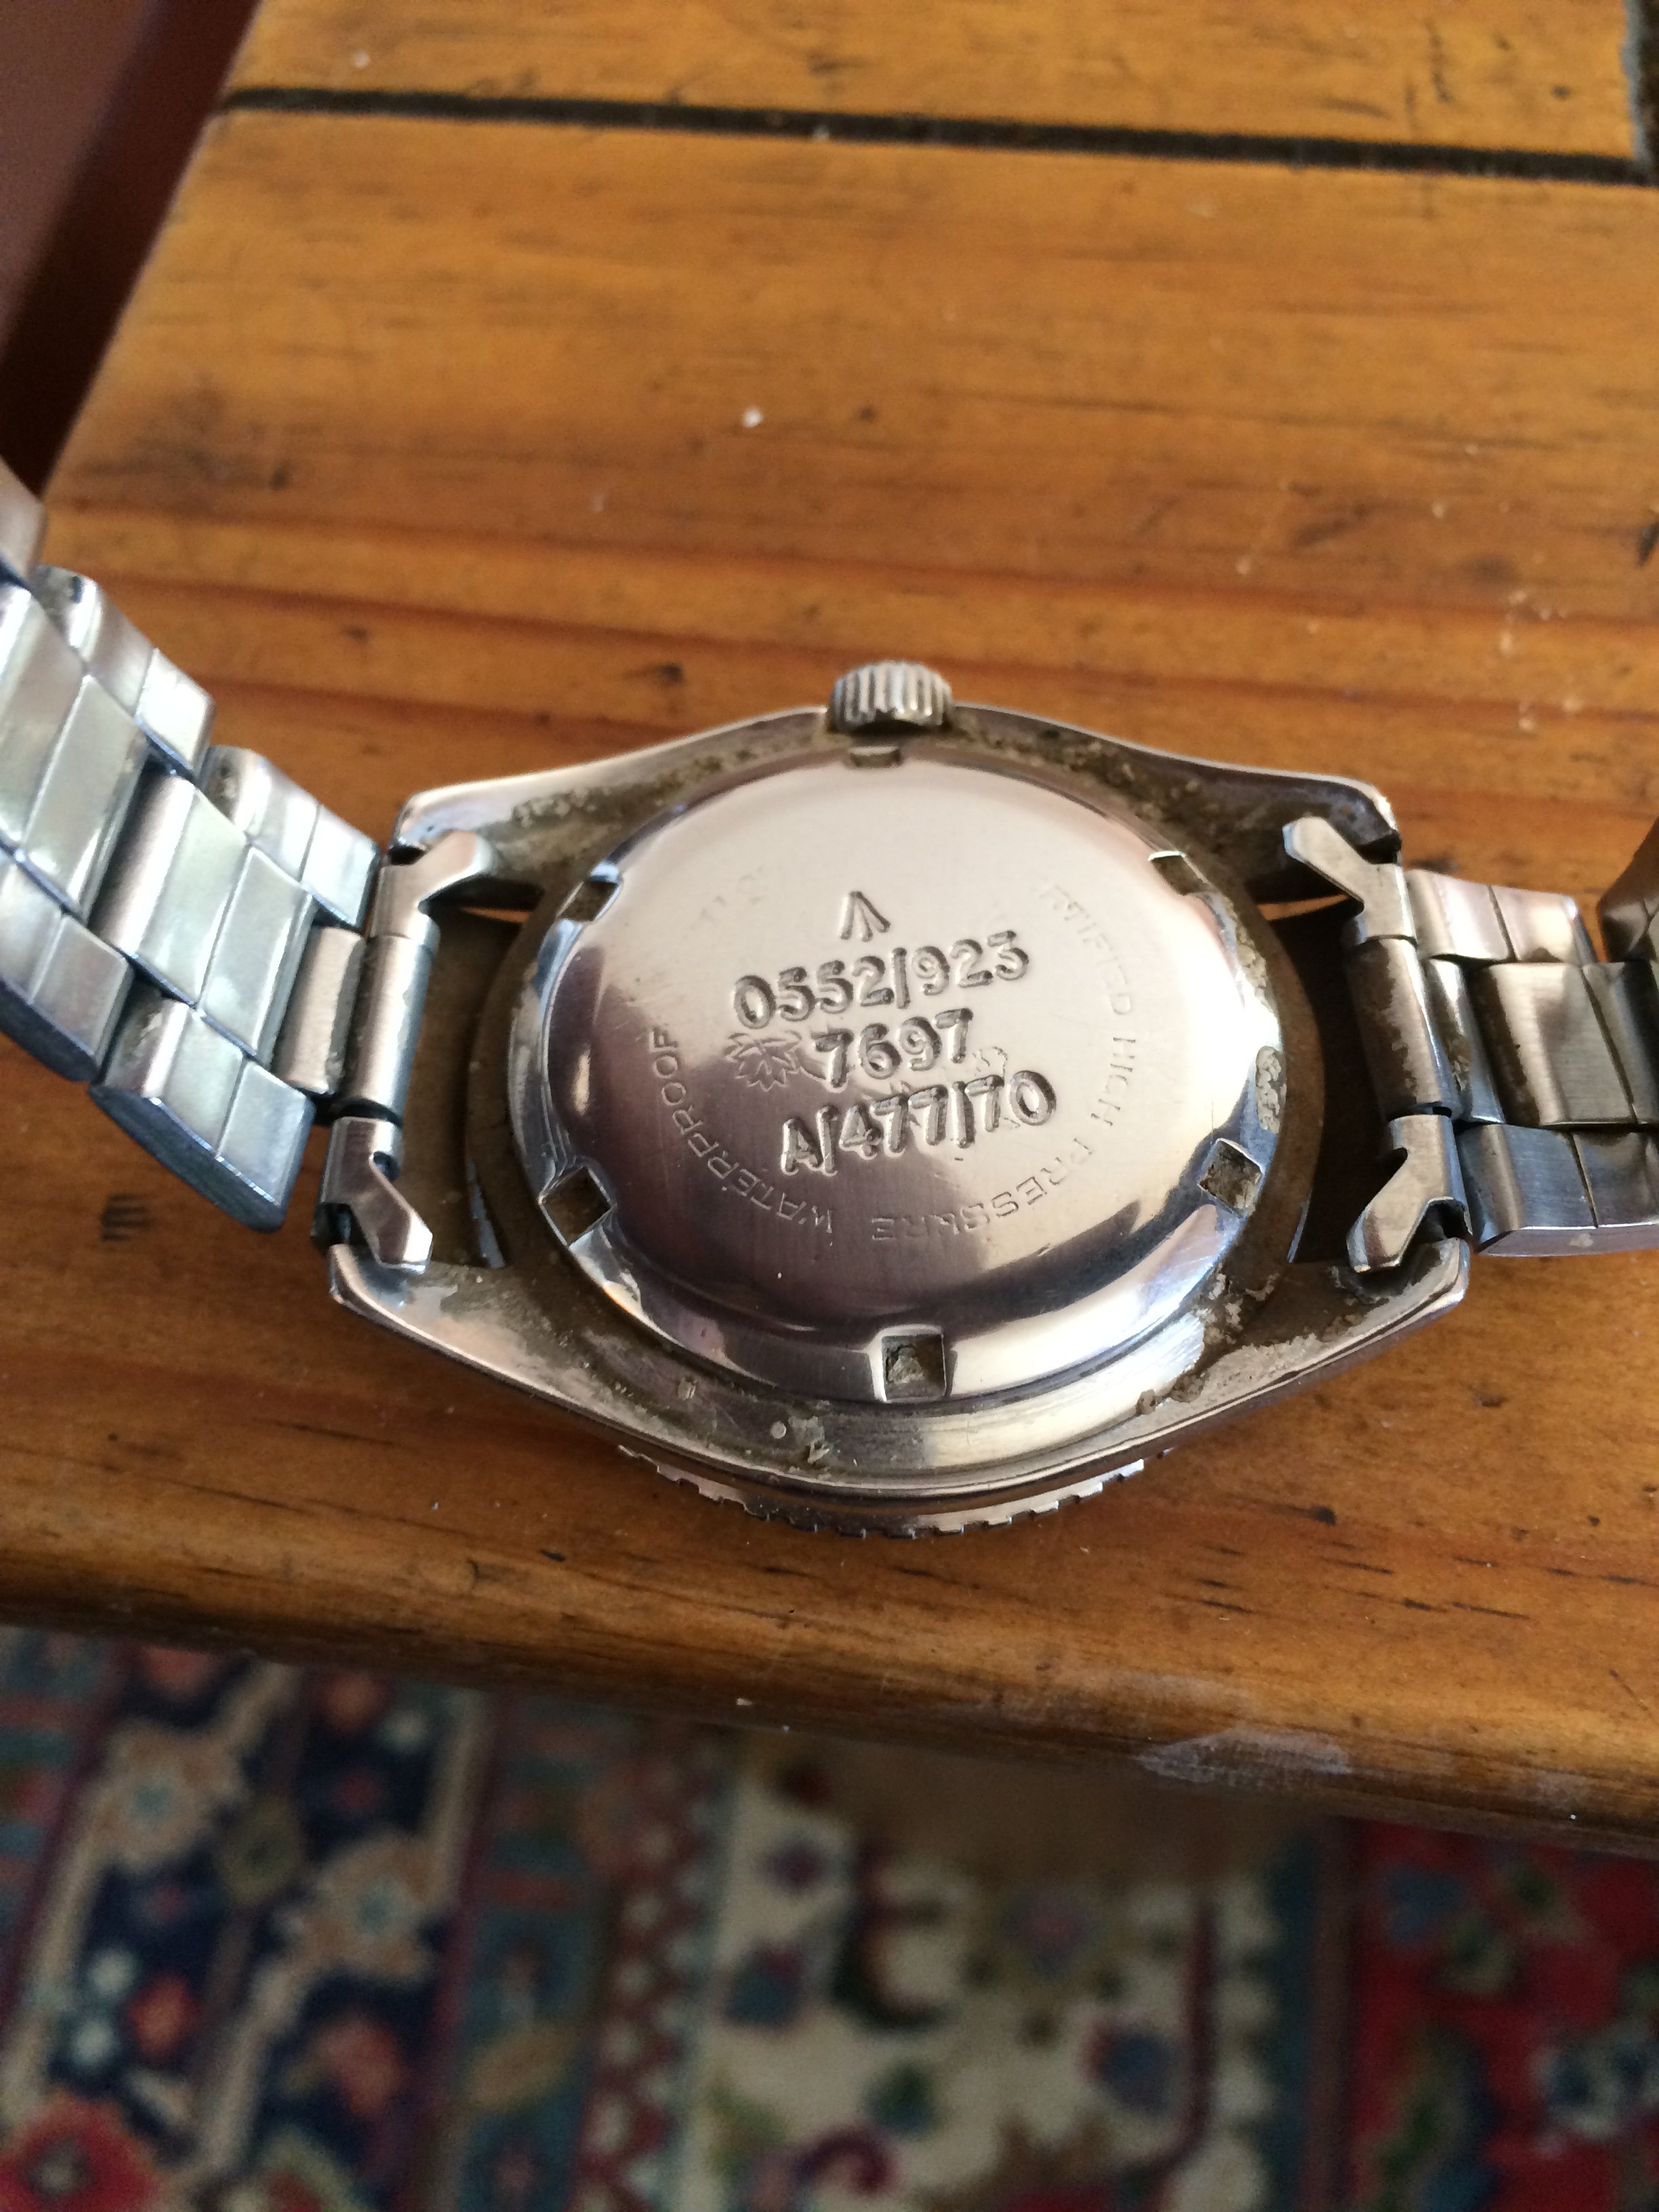 0552/923
7697
A/477/70
HIGH PRESSURE WATERPROOF